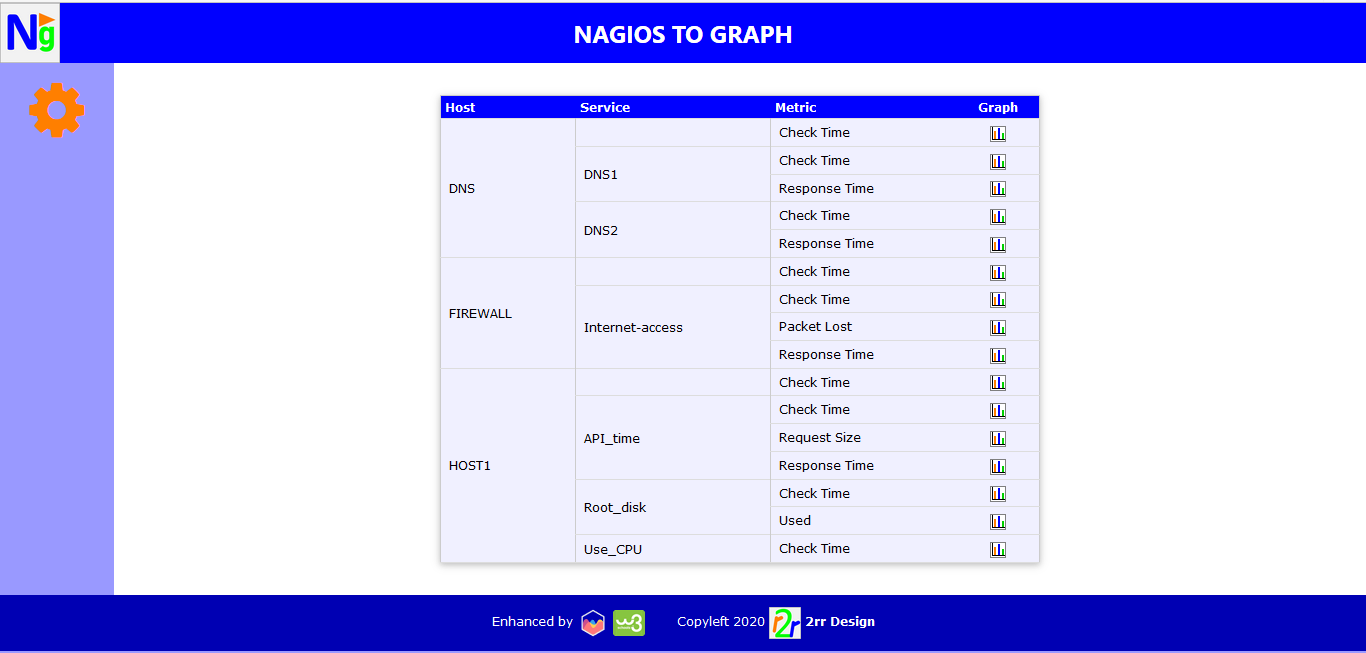 Ng
NAGIOS TO GRAPH
Host Service Metric Graph
Check Time
Check Time
DNS1
DNS
Response Time
Check Time
DNS2
Response Time
Check Time
Check Time
FIREWALL
Internet-access
Packet Lost
Response Time
Check Time
Check Time
API_time
Request Size
HOST1
Response Time
Check Time
Root_disk
Used
Use_CPU
Check Time
Enhanced by w3 Copyleft 2020 r2r 2rr Design